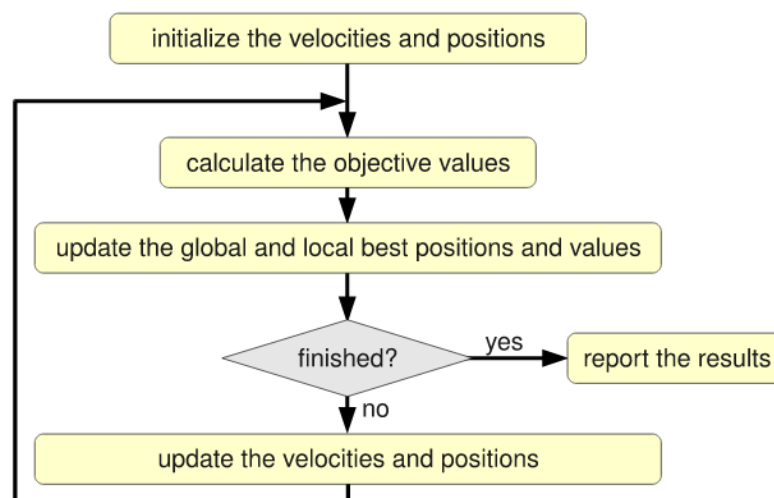 initialize the velocities and positions
calculate the objective values
update the global and local best positions and values
finished?
yes
report the results
no
update the velocities and positions